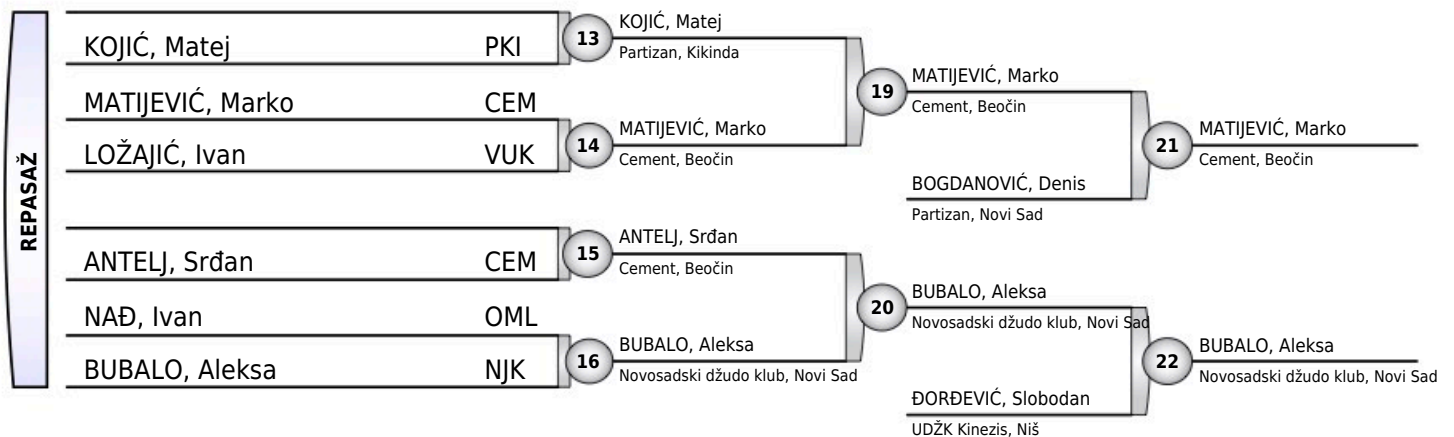 REPASAŽ
KOJIĆ, Matej PKI
MATIJEVIĆ, Marko CEM
LOŽAJIĆ, Ivan VUK
ANTELJ, Srđan CEM
NAĐ, Ivan OML
BUBALO, Aleksa NJK
13
KOJIĆ, Matej
Partizan, Kikinda
14
MATIJEVIĆ, Marko
Cement, Beočin
15
ANTELJ, Srđan
Cement, Beočin
16
BUBALO, Aleksa
Novosadski džudo klub, Novi Sad
19
MATIJEVIĆ, Marko
Cement, Beočin
BOGDANOVIĆ, Denis
Partizan, Novi Sad
20
BUBALO, Aleksa
Novosadski džudo klub, Novi Sad
ĐORĐEVIĆ, Slobodan
UDŽK Kinezis, Niš
21
MATIJEVIĆ, Marko
Cement, Beočin
22
BUBALO, Aleksa
Novosadski džudo klub, Novi Sad